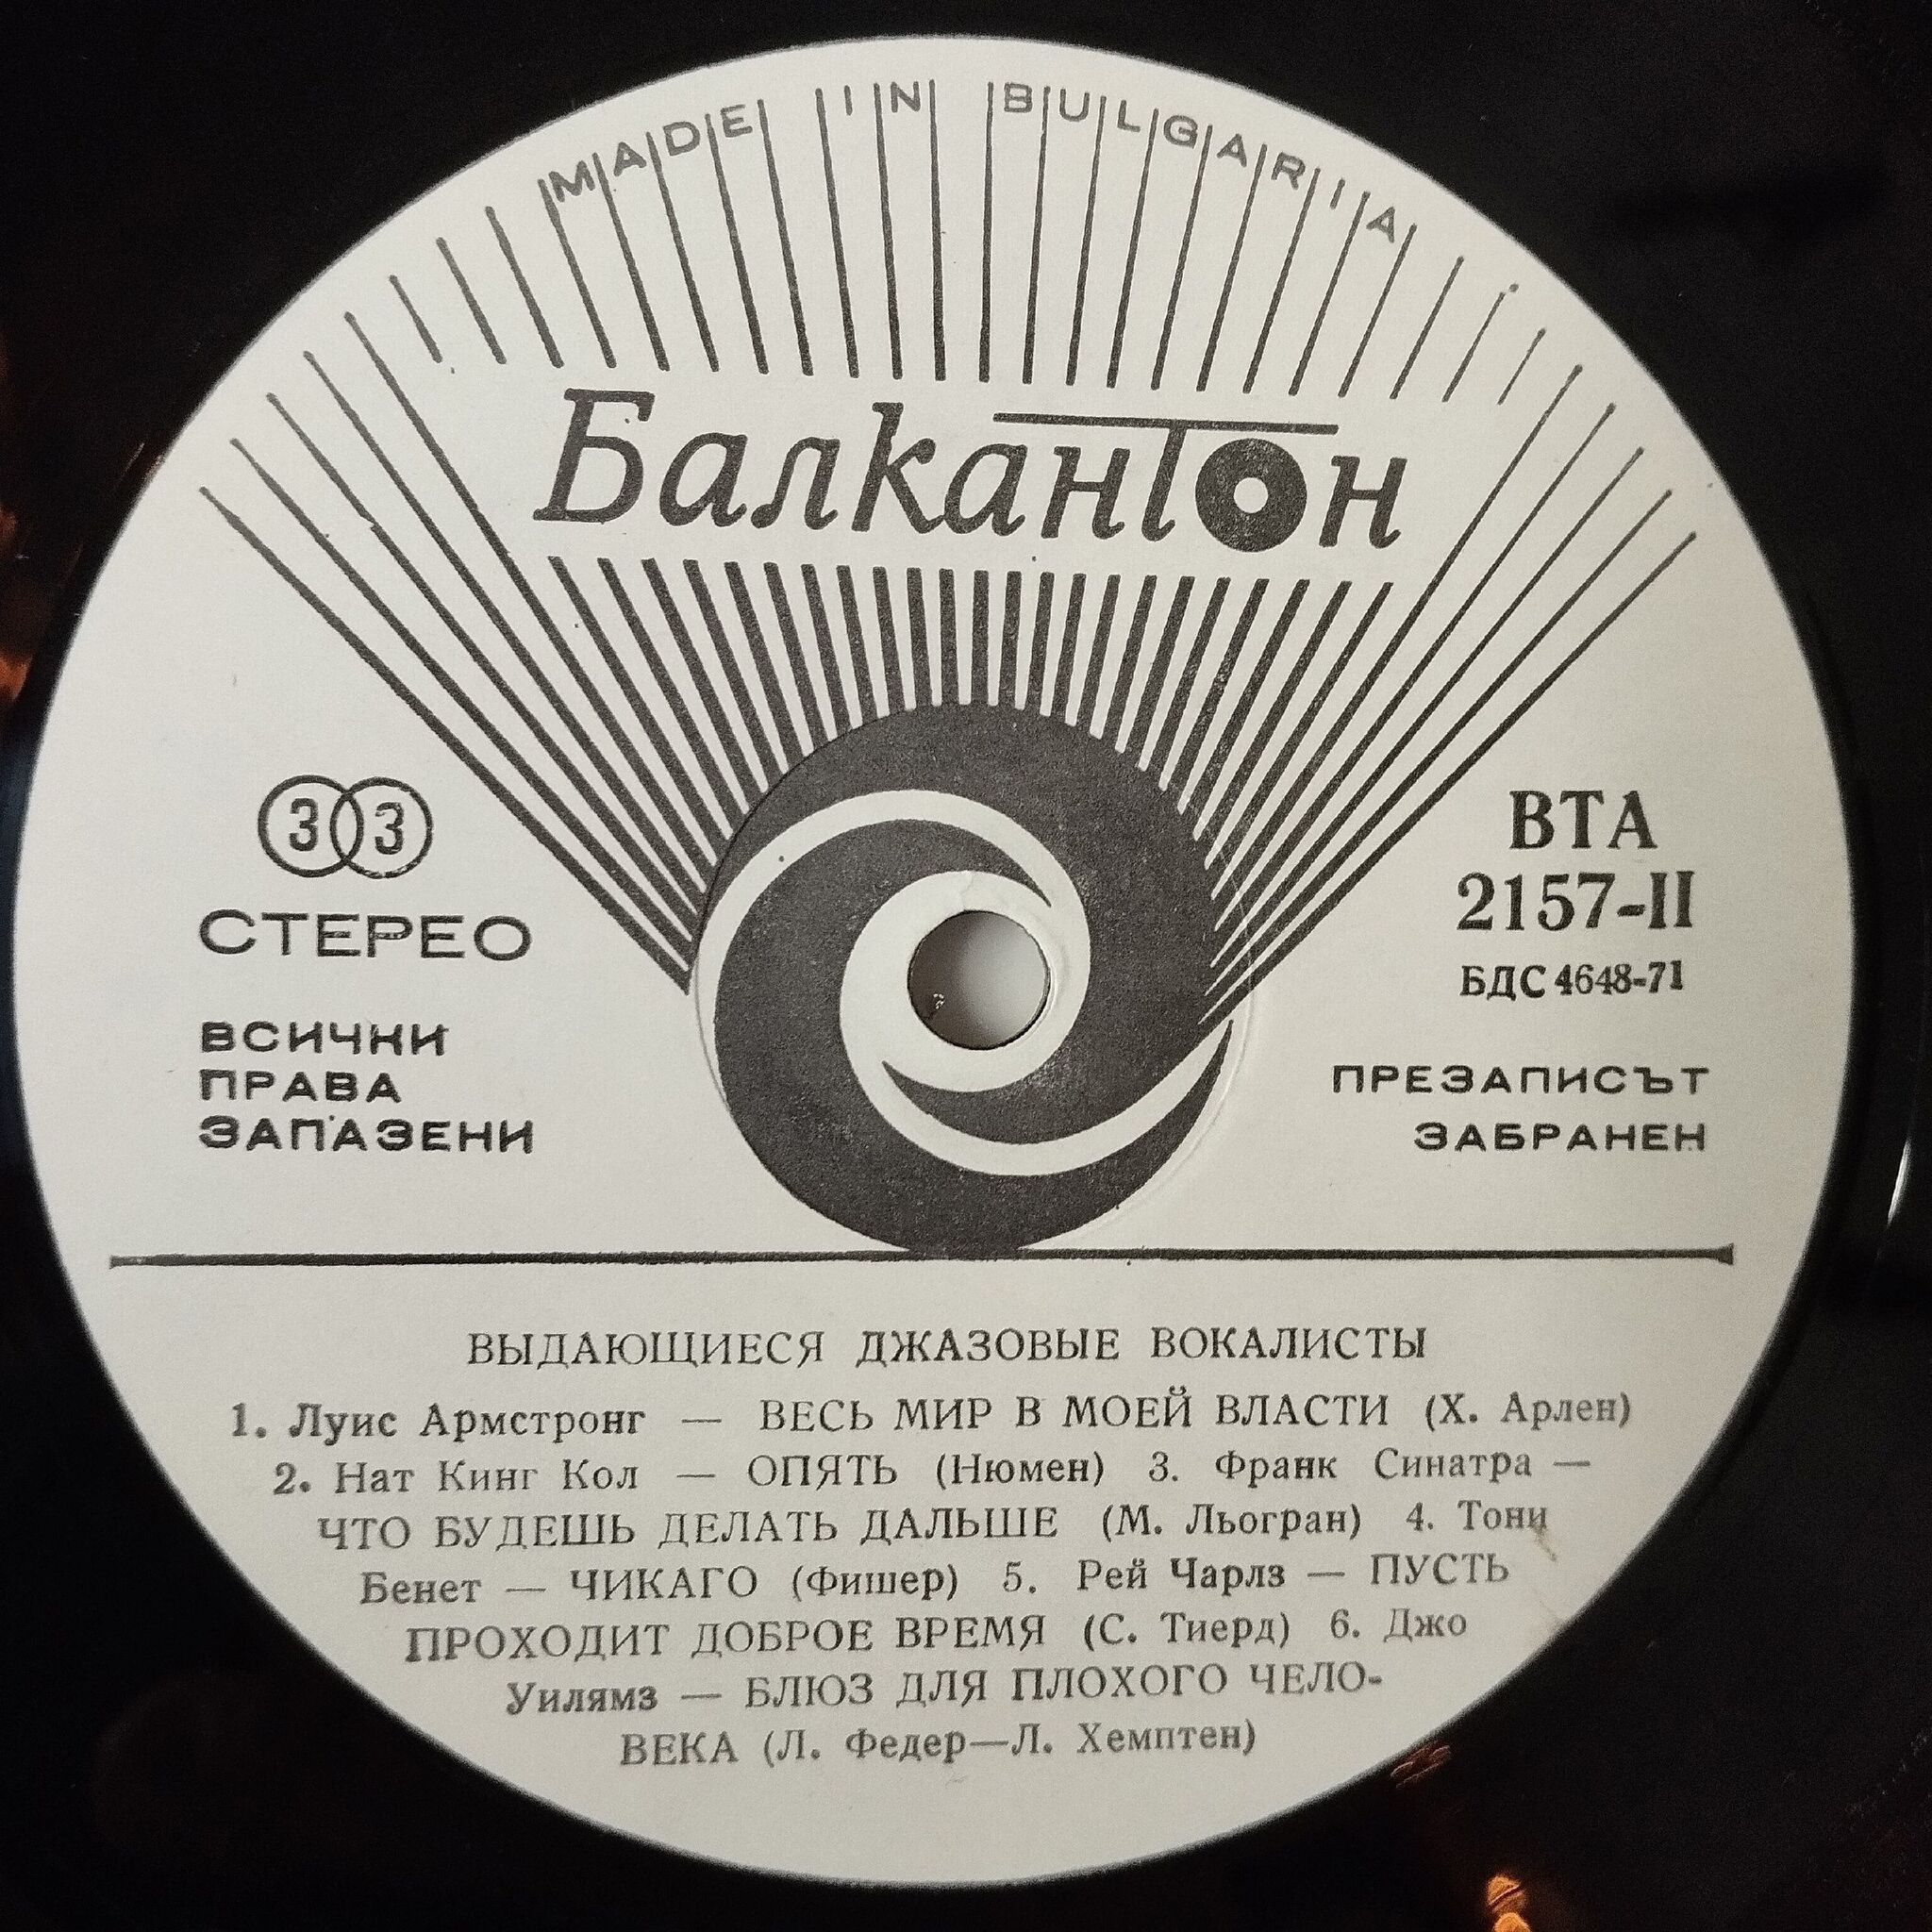 MADE IN BULGARIA
Балкантон
33
СТЕРЕО
ВСИЧКИ
ПРАВА
ЗАПАЗЕНИ
ВТА
2157-II
БДС 4648-71
ПРЕЗАПИСЪТ
ЗАБРАНЕН
ВЫДАЮЩИЕСЯ ДЖАЗОВЫЕ ВОКАЛИСТЫ
1. Луис Армстронг — ВЕСЬ МИР В МОЕЙ ВЛАСТИ (Х. Арлен)
2. Нат Кинг Кол — ОПЯТЬ (Нюмен) 3. Франк Синатра —
ЧТО БУДЕШЬ ДЕЛАТЬ ДАЛЬШЕ (М. Льогран) 4. Тони
Бенет — ЧИКАГО (Фишер) 5. Рей Чарлз — ПУСТЬ
ПРОХОДИТ ДОБРОЕ ВРЕМЯ (С. Тиерд) 6. Джо
Уилямз — БЛЮЗ ДЛЯ ПЛОХОГО ЧЕЛО-
ВЕКА (Л. Федер—Л. Хемптен)